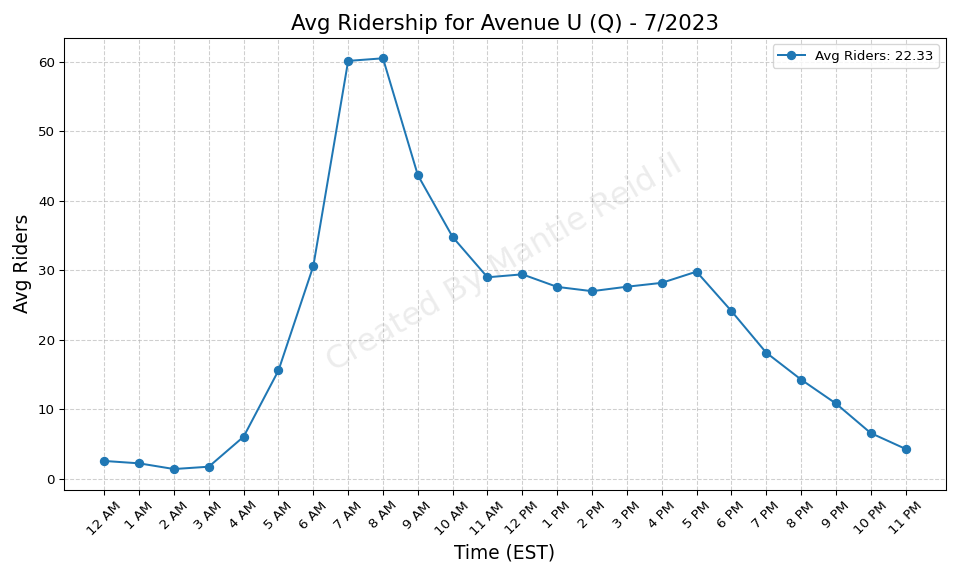 Avg Ridership for Avenue U (Q) - 7/2023
Avg Riders: 22.33
Avg Riders
60
50
40
30
20
10
0
Created By Mantie Reid II
12 AM
1 AM
2 AM
3 AM
4 AM
5 AM
6 AM
7 AM
8 AM
9 AM
10 AM
11 AM
12 PM
1 PM
2 PM
3 PM
4 PM
5 PM
6 PM
7 PM
8 PM
9 PM
10 PM
11 PM
Time (EST)